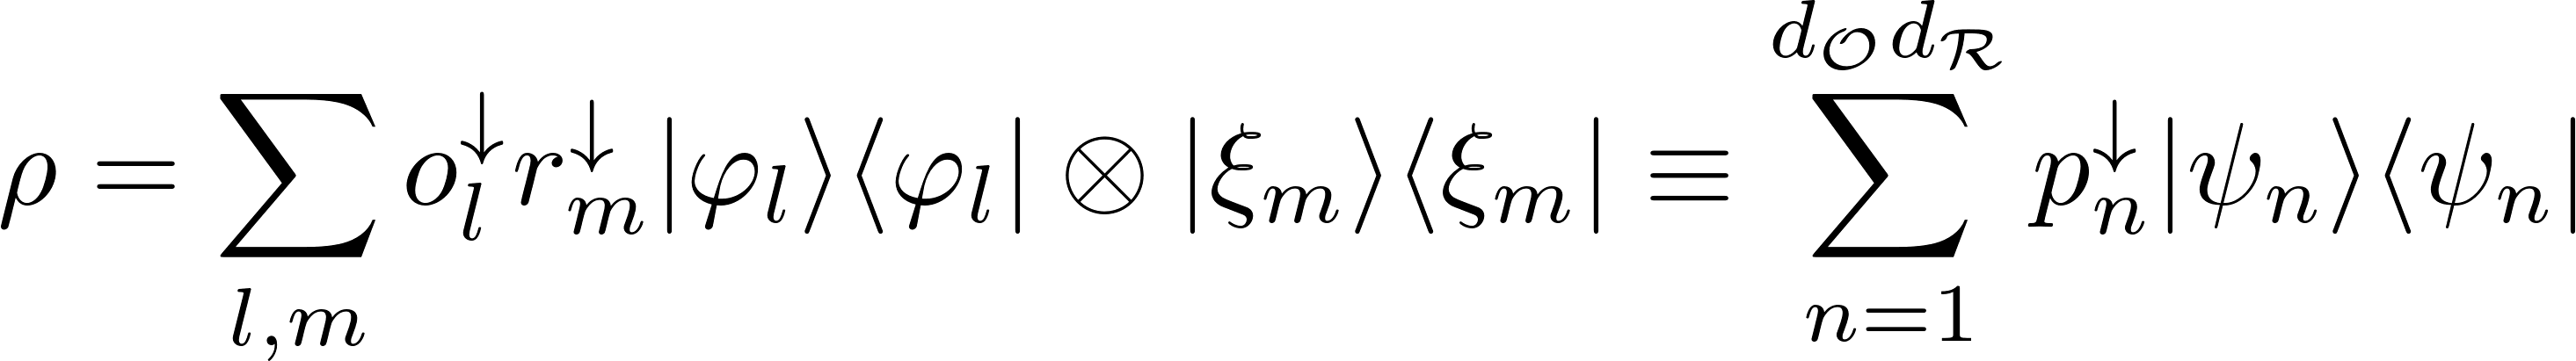 ρ = ∑_{l,m} o_l^↓ r_m^↓ |φ_l⟩⟨φ_l| ⊗ |ξ_m⟩⟨ξ_m| ≡ ∑_{n=1}^{d_𝒪 d_ℛ} p_n^↓ |ψ_n⟩⟨ψ_n|